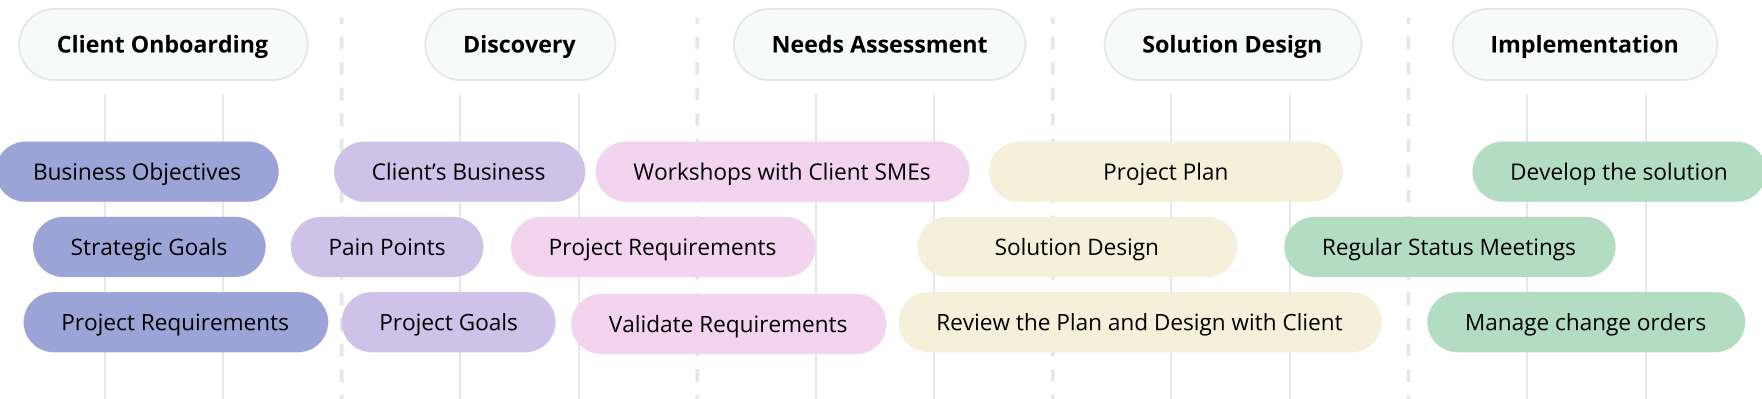 Client Onboarding
Discovery
Needs Assessment
Solution Design
Implementation
Business Objectives
Client’s Business
Workshops with Client SMEs
Project Plan
Develop the solution
Strategic Goals
Pain Points
Project Requirements
Solution Design
Regular Status Meetings
Project Requirements
Project Goals
Validate Requirements
Review the Plan and Design with Client
Manage change orders